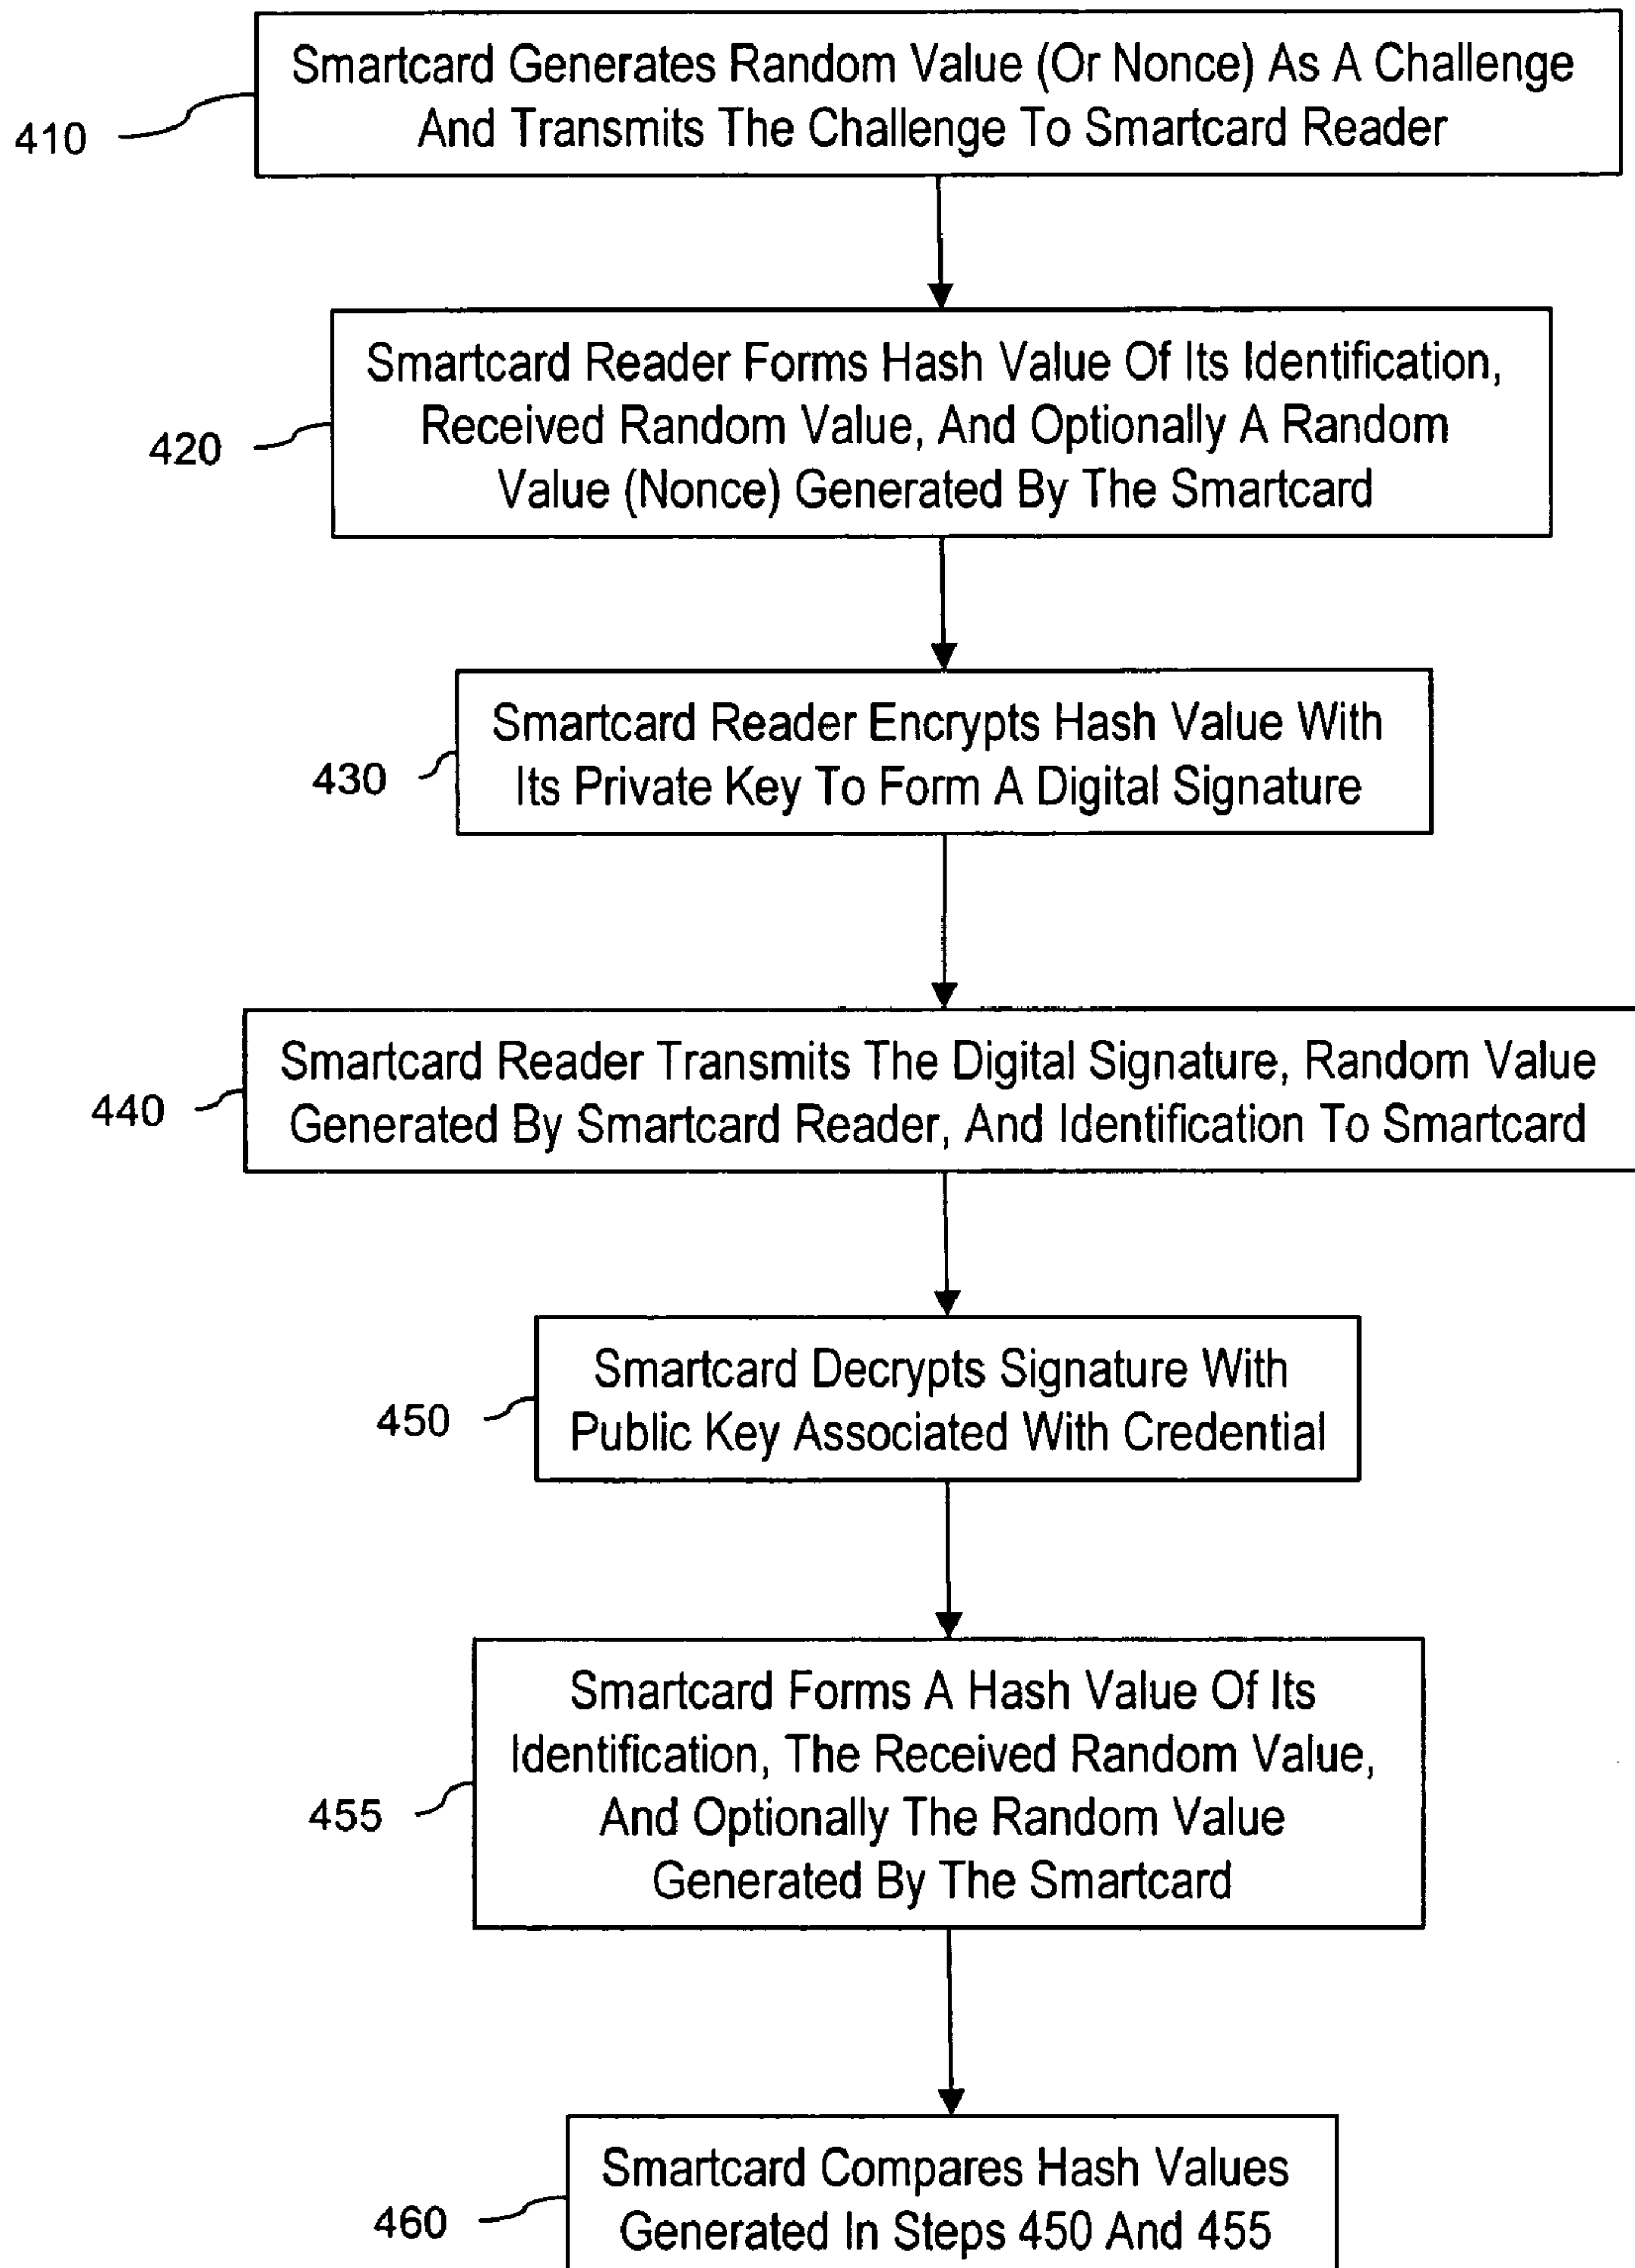 Smartcard Generates Random Value (Or Nonce) As A Challenge
And Transmits The Challenge To Smartcard Reader
410
Smartcard Reader Forms Hash Value Of Its Identification,
Received Random Value, And Optionally A Random
Value (Nonce) Generated By The Smartcard
420
Smartcard Reader Encrypts Hash Value With
Its Private Key To Form A Digital Signature
430
Smartcard Reader Transmits The Digital Signature, Random Value
Generated By Smartcard Reader, And Identification To Smartcard
440
Smartcard Decrypts Signature With
Public Key Associated With Credential
450
Smartcard Forms A Hash Value Of Its
Identification, The Received Random Value,
And Optionally The Random Value
Generated By The Smartcard
455
Smartcard Compares Hash Values
Generated In Steps 450 And 455
460